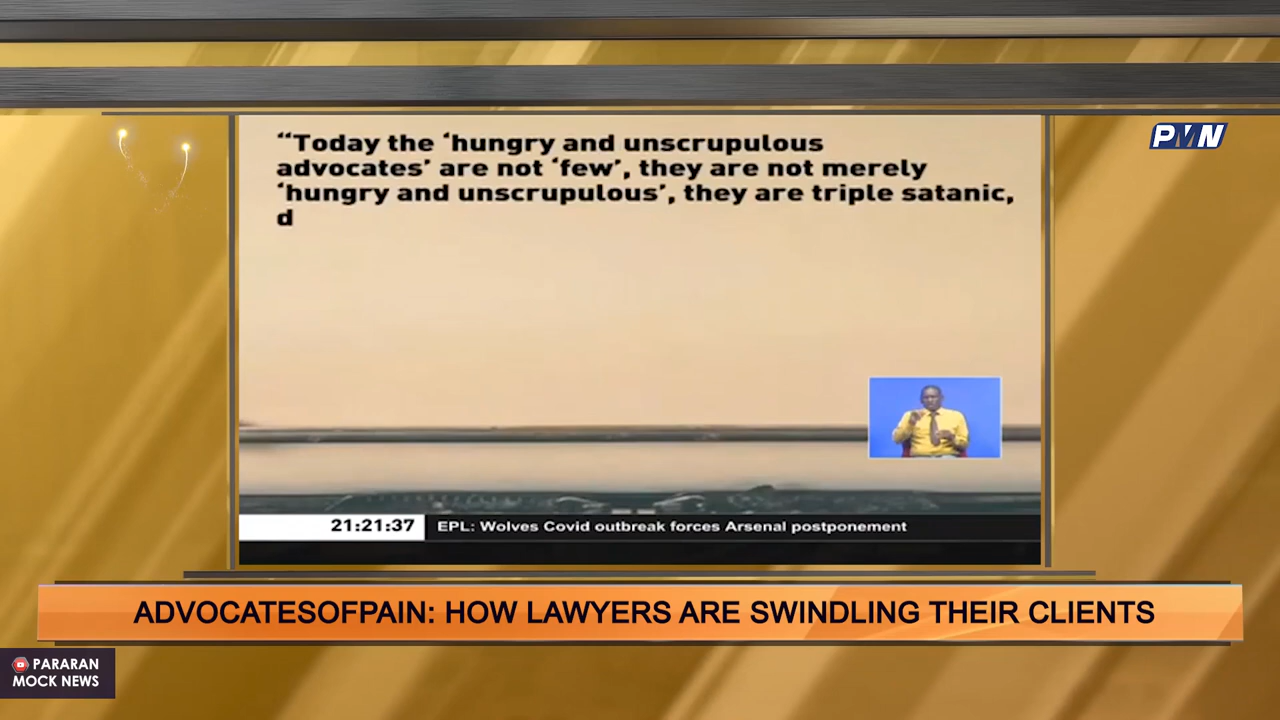 PMN
“Today the ‘hungry and unscrupulous
advocates’ are not ‘few’, they are not merely
‘hungry and unscrupulous’, they are triple satanic,
d
21:21:37 EPL: Wolves Covid outbreak forces Arsenal postponement
ADVOCATESOFPAIN: HOW LAWYERS ARE SWINDLING THEIR CLIENTS
PARARAN
MOCK NEWS